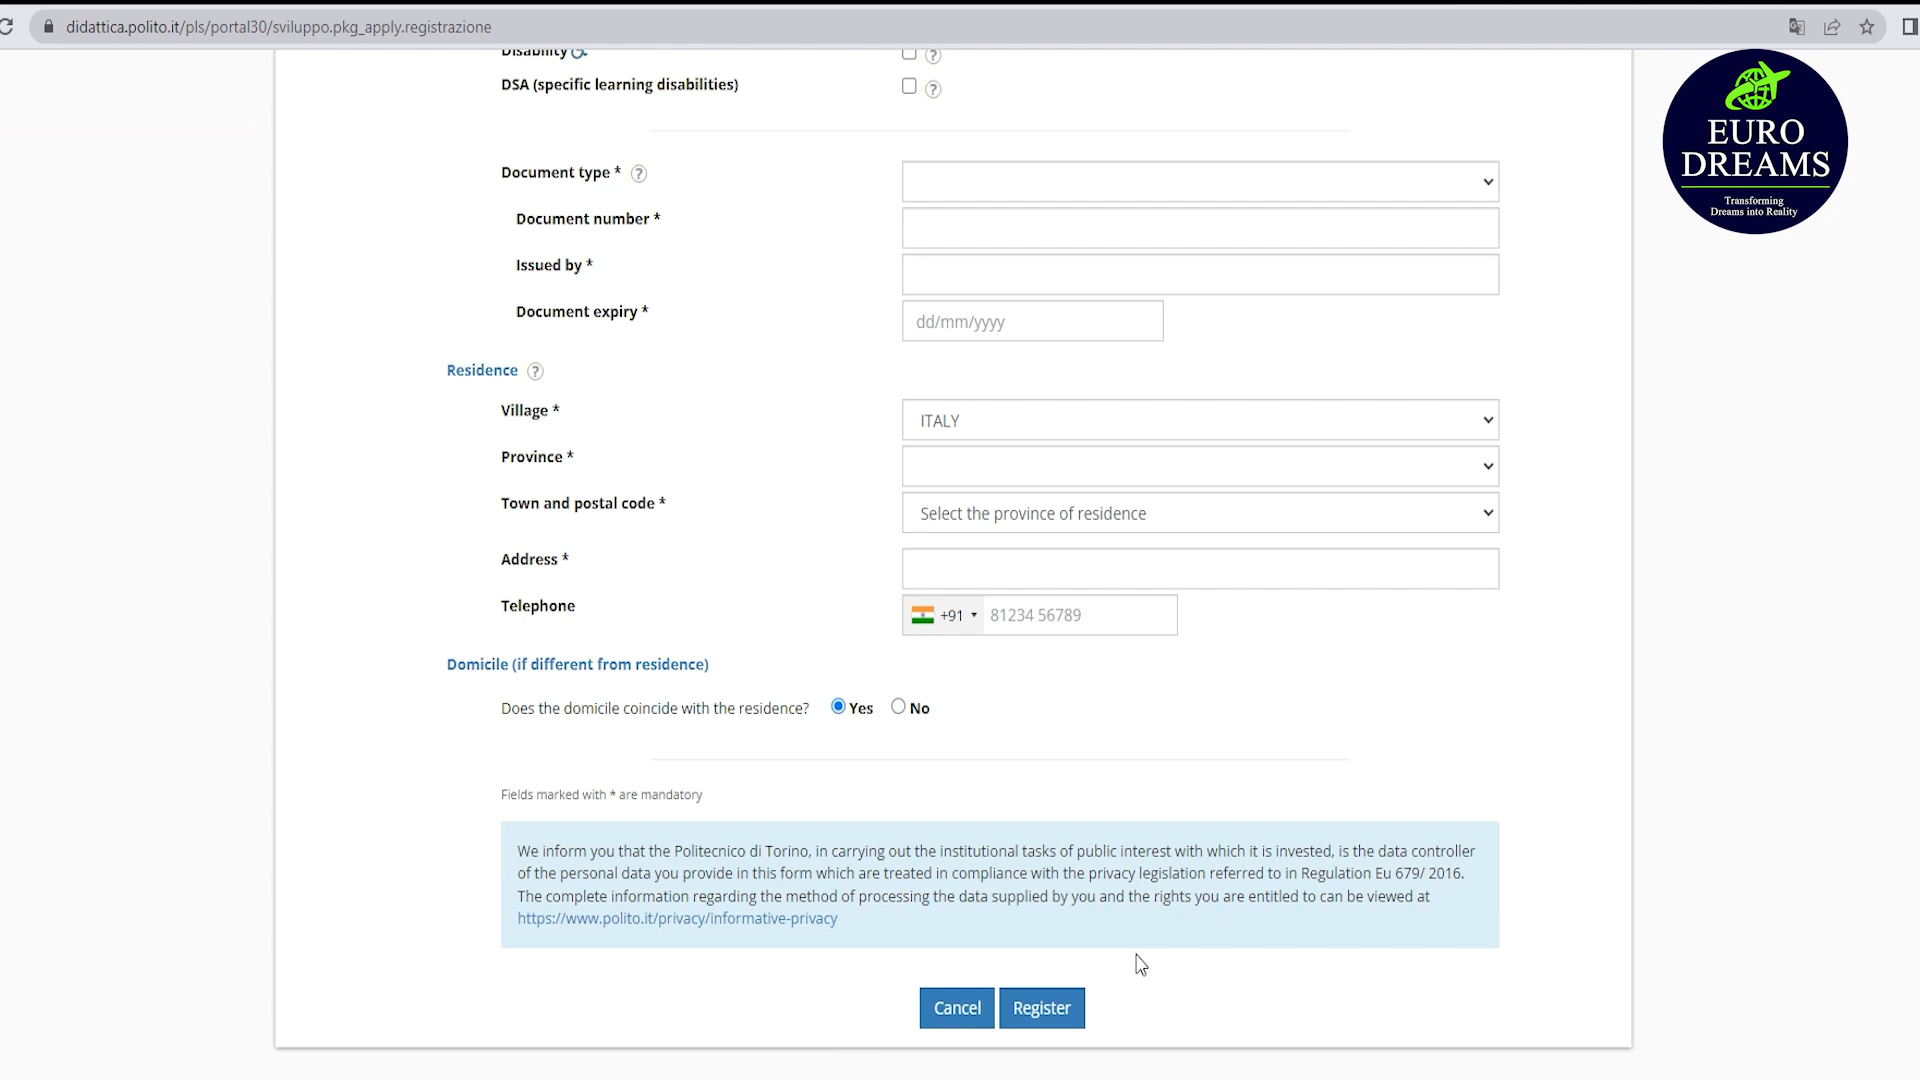 didattica.polito.it/pls/portal30/sviluppo.pkg_apply.registrazione
Disability
?
DSA (specific learning disabilities)
?
EURO
DREAMS
Transforming
Dreams into Reality
Document type * ?
Document number *
Issued by *
Document expiry *
dd/mm/yyyy
Residence ?
Village *
ITALY
Province *
Town and postal code *
Select the province of residence
Address *
Telephone
+91
81234 56789
Domicile (if different from residence)
Does the domicile coincide with the residence? Yes No
Fields marked with * are mandatory
We inform you that the Politecnico di Torino, in carrying out the institutional tasks of public interest with which it is invested, is the data controller
of the personal data you provide in this form which are treated in compliance with the privacy legislation referred to in Regulation Eu 679/ 2016.
The complete information regarding the method of processing the data supplied by you and the rights you are entitled to can be viewed at
https://www.polito.it/privacy/informative-privacy
Cancel
Register